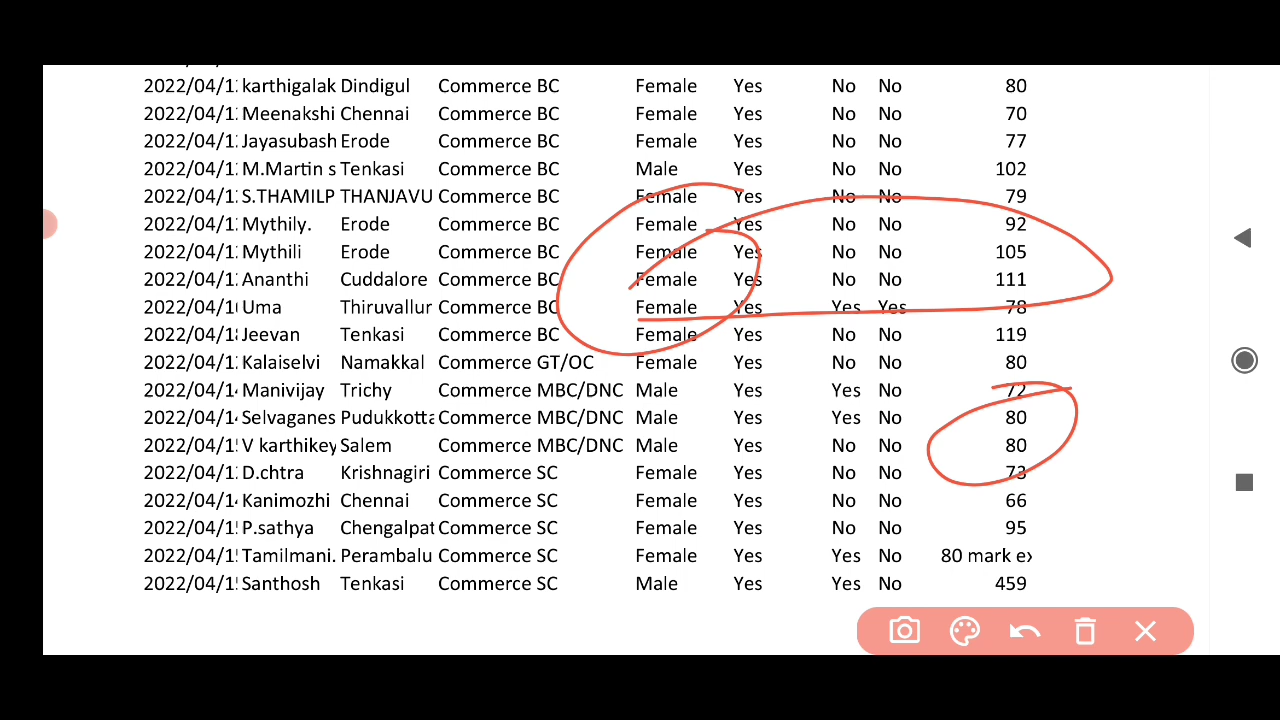 2022/04/1 karthigalak Dindigul Commerce BC Female Yes No No 80
2022/04/1 Meenakshi Chennai Commerce BC Female Yes No No 70
2022/04/1 Jayasubash Erode Commerce BC Female Yes No No 77
2022/04/1 M.Martin s Tenkasi Commerce BC Male Yes No No 102
2022/04/1 S.THAMILP THANJAVU Commerce BC Female Yes No No 79
2022/04/1 Mythily. Erode Commerce BC Female Yes No No 92
2022/04/1 Mythili Erode Commerce BC Female Yes No No 105
2022/04/1 Ananthi Cuddalore Commerce BC Female Yes No No 111
2022/04/1 Uma Thiruvallur Commerce BC Female Yes Yes Yes 78
2022/04/1 Jeevan Tenkasi Commerce BC Female Yes No No 119
2022/04/1 Kalaiselvi Namakkal Commerce GT/OC Female Yes No No 80
2022/04/1 Manivijay Trichy Commerce MBC/DNC Male Yes Yes No 72
2022/04/1 Selvaganes Pudukkotta Commerce MBC/DNC Male Yes Yes No 80
2022/04/1 V karthikey Salem Commerce MBC/DNC Male Yes No No 80
2022/04/1 D.chtra Krishnagiri Commerce SC Female Yes No No 73
2022/04/1 Kanimozhi Chennai Commerce SC Female Yes No No 66
2022/04/1 P.sathya Chengalpat Commerce SC Female Yes No No 95
2022/04/1 Tamilmani. Perambalu Commerce SC Female Yes Yes No 80 mark ex
2022/04/1 Santhosh Tenkasi Commerce SC Male Yes Yes No 459